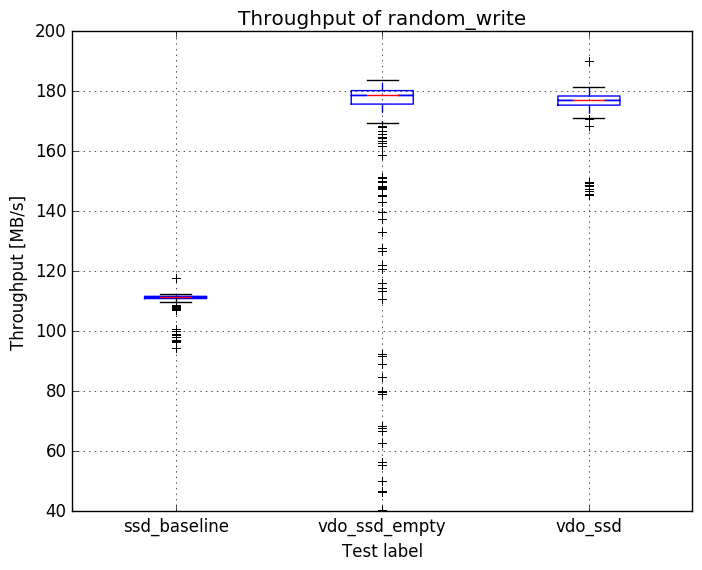 Throughput of random_write
200
180
160
140
120
100
80
60
40
Throughput [MB/s]
ssd_baseline vdo_ssd_empty vdo_ssd
Test label